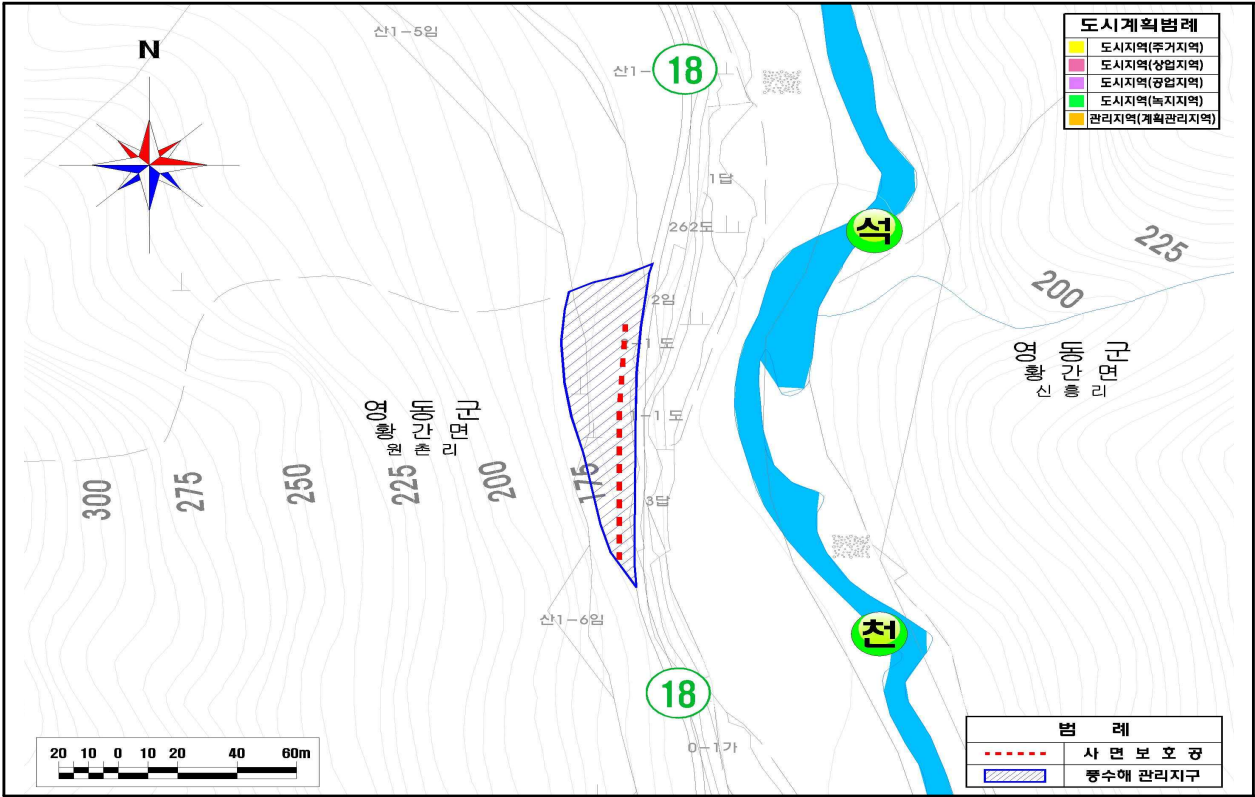 N
산1-5임
산1-
18
도시계획범례
도시지역(주거지역)
도시지역(상업지역)
도시지역(공업지역)
도시지역(녹지지역)
관리지역(계획관리지역)
1답
262도
석
225
200
2임
-1 도
영 동 군
황 간 면
신 흥 리
1-1 도
영 동 군
황 간 면
원 촌 리
300
275
250
225
200
175
3답
산1-6임
천
18
0-1가
20 10 0 10 20 40 60m
범 례
사 면 보 호 공
풍수해 관리지구